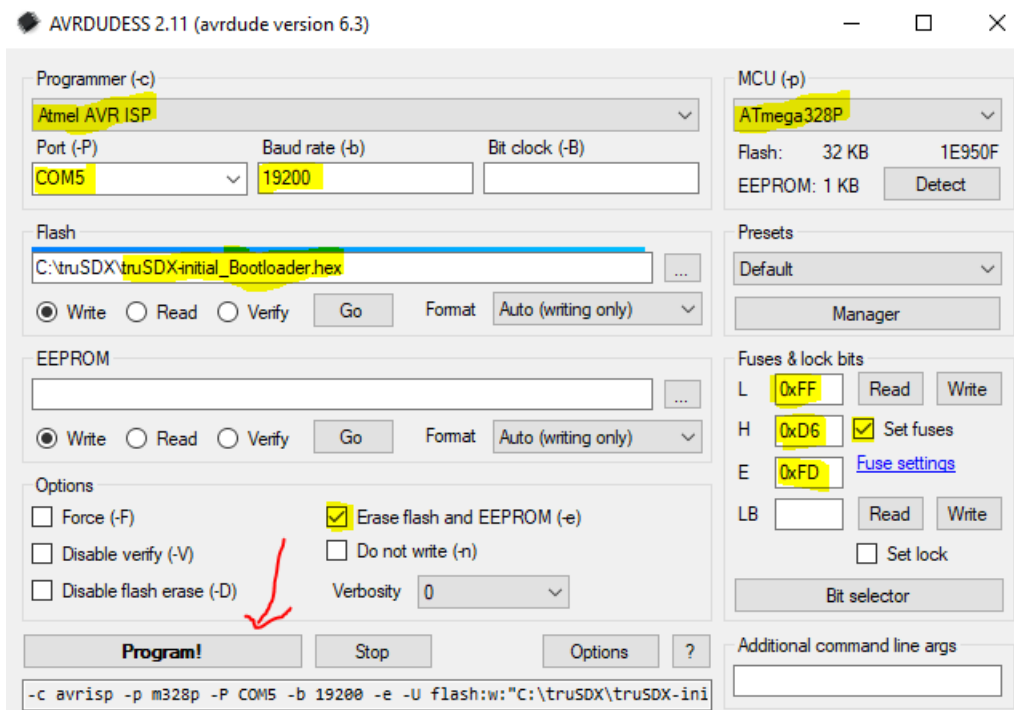 AVRDUDESS 2.11 (avrdude version 6.3)
Programmer (-c)
Atmel AVR ISP
Port (-P)
Baud rate (-b)
Bit clock (-B)
COM5
19200
MCU (-p)
ATmega328P
Flash:
32 KB
1E950F
EEPROM: 1 KB
Detect
Flash
C:\truSDX\truSDX-initial_Bootloader.hex
...
Write
Read
Verify
Go
Format
Auto (writing only)
Presets
Default
Manager
EEPROM
...
Write
Read
Verify
Go
Format
Auto (writing only)
Fuses & lock bits
L
0xFF
Read
Write
H
0xD6
Set fuses
E
0xFD
Fuse settings
LB
Read
Write
Set lock
Bit selector
Options
Force (-F)
Erase flash and EEPROM (-e)
Disable verify (-V)
Do not write (-n)
Disable flash erase (-D)
Verbosity
0
Program!
Stop
Options
?
Additional command line args
-c avrisp -p m328p -P COM5 -b 19200 -e -U flash:w:"C:\truSDX\truSDX-ini